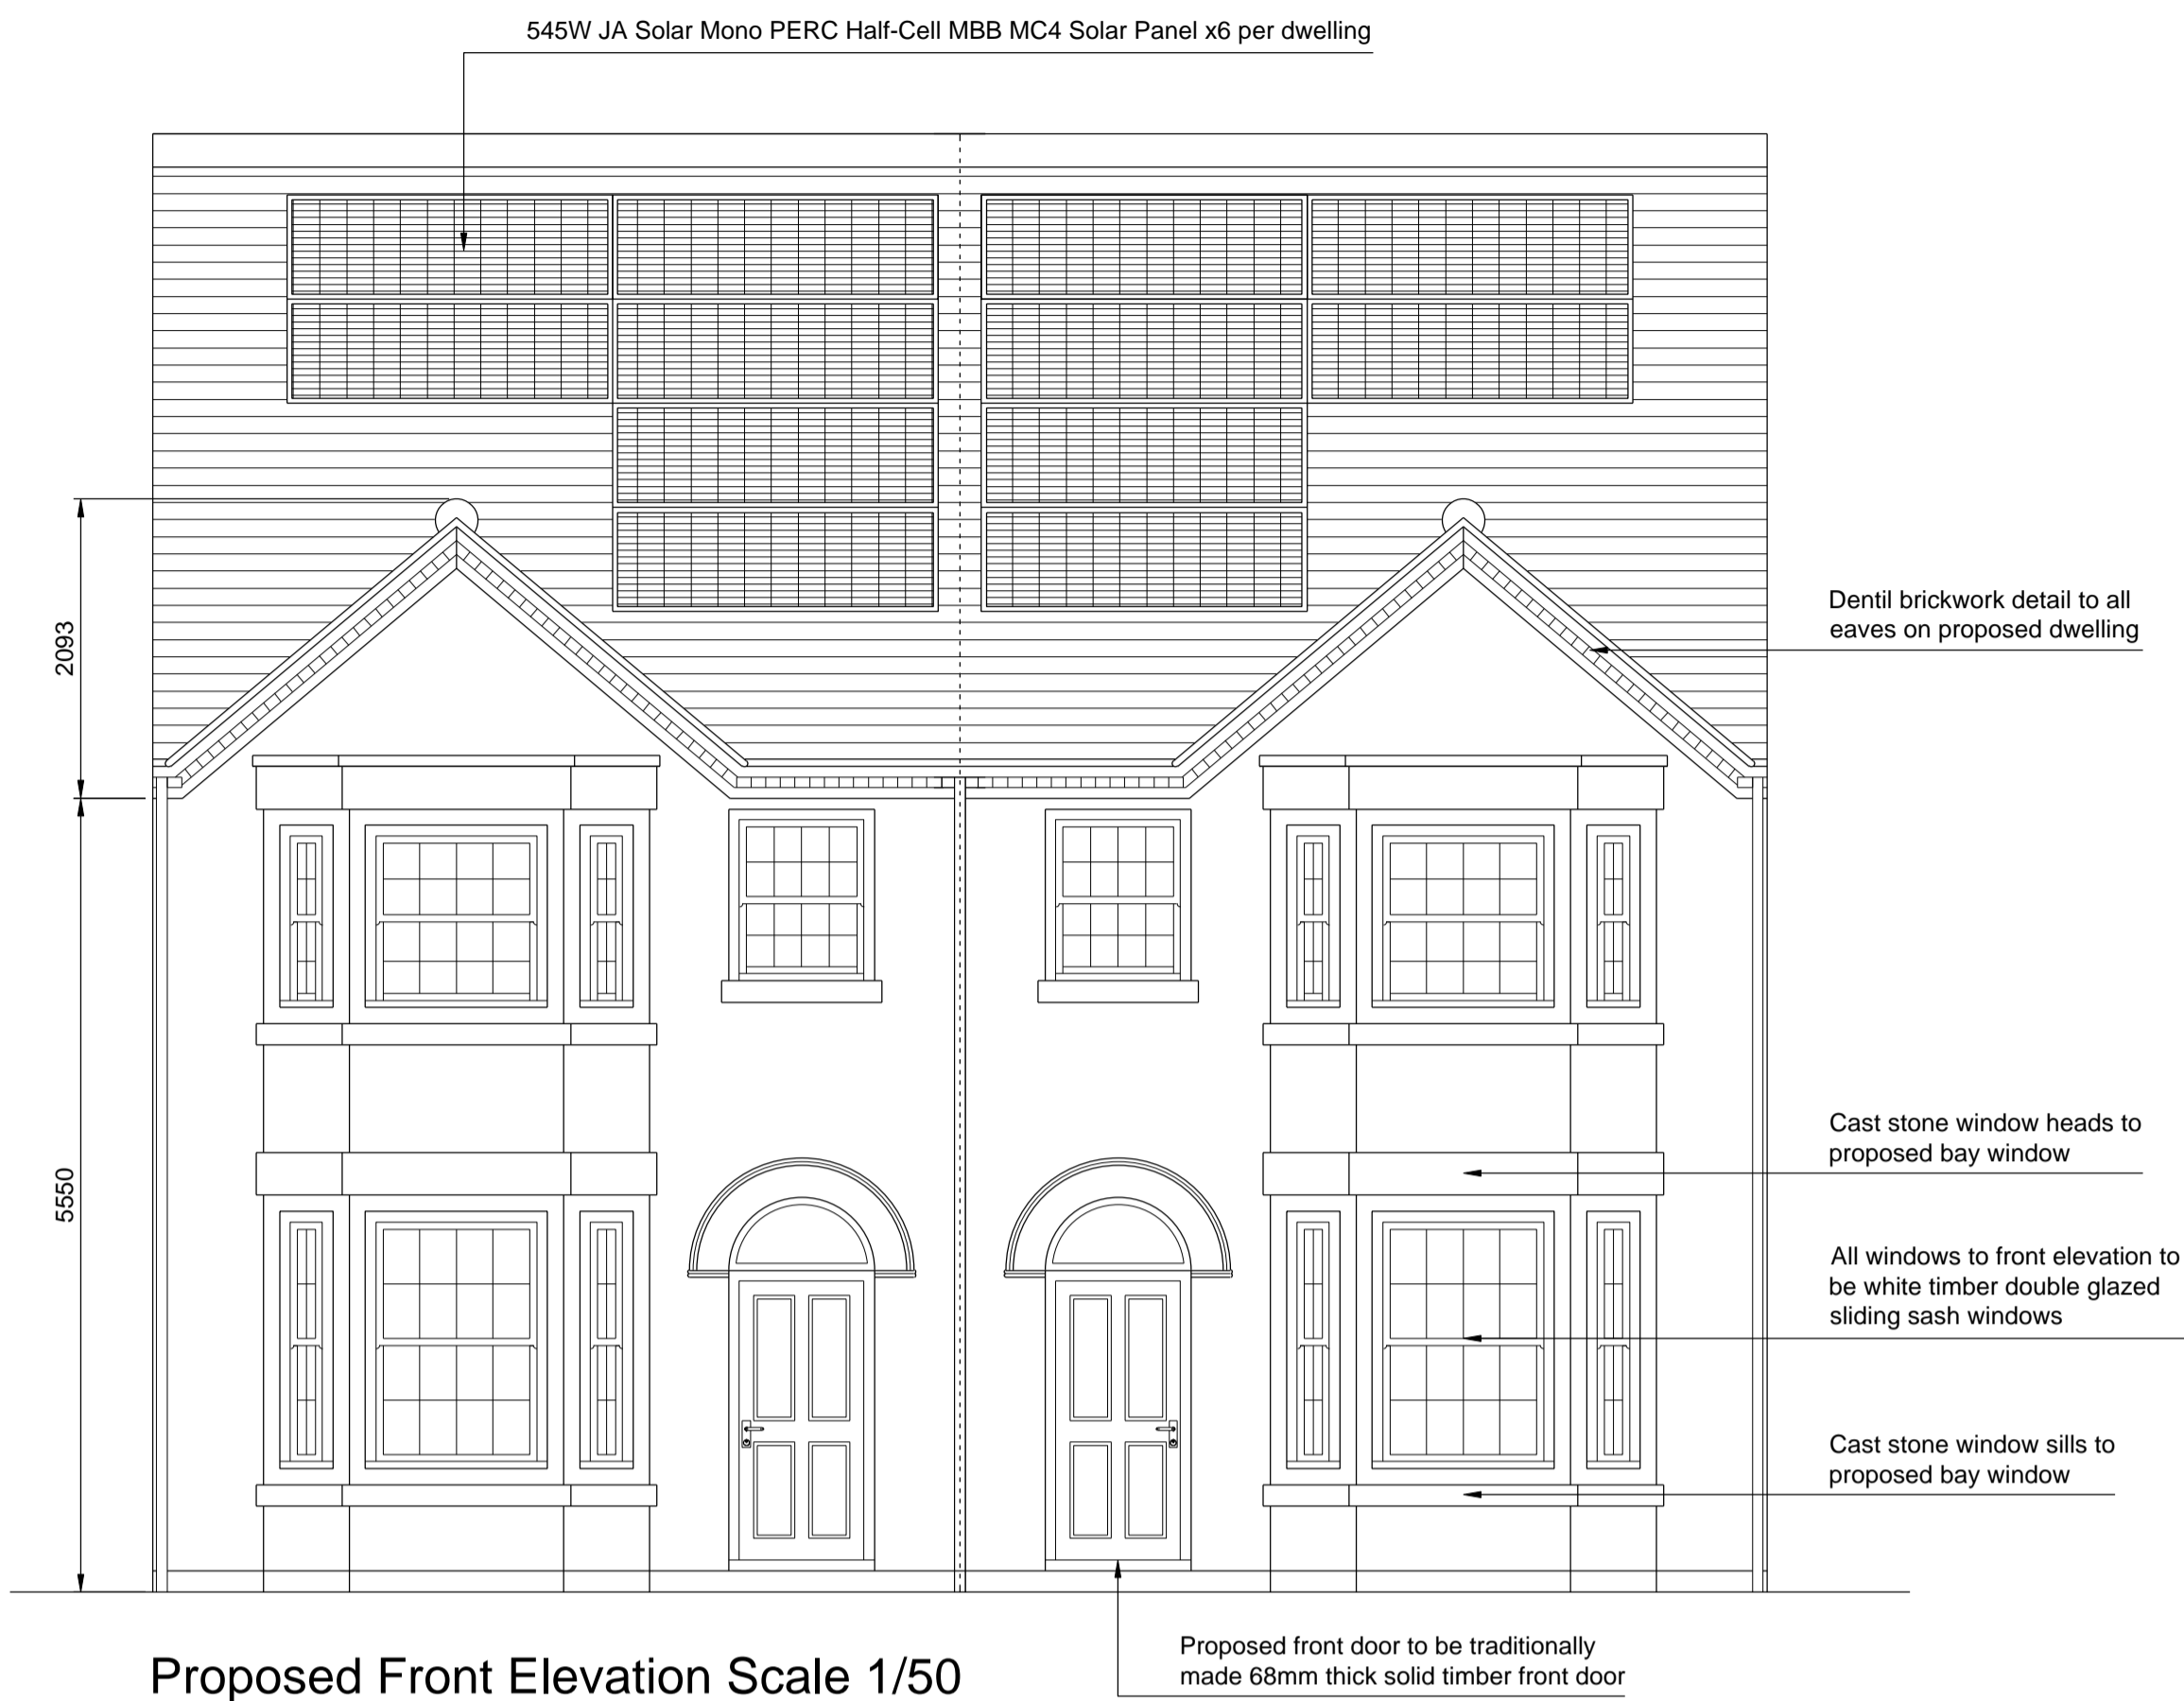 545W JA Solar Mono PERC Half-Cell MBB MC4 Solar Panel x6 per dwelling
2093
Dentil brickwork detail to all
eaves on proposed dwelling
5550
Cast stone window heads to
proposed bay window
All windows to front elevation to
be white timber double glazed
sliding sash windows
Cast stone window sills to
proposed bay window
Proposed front door to be traditionally
made 68mm thick solid timber front door
Proposed Front Elevation Scale 1/50